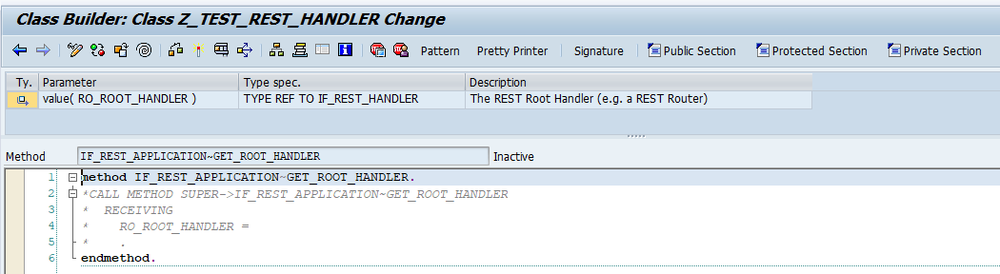 Class Builder: Class Z_TEST_REST_HANDLER Change
Pattern Pretty Printer Signature Public Section Protected Section Private Section
Ty. Parameter Type spec. Description
value( RO_ROOT_HANDLER ) TYPE REF TO IF_REST_HANDLER The REST Root Handler (e.g. a REST Router)
Method IF_REST_APPLICATION~GET_ROOT_HANDLER Inactive
1 method IF_REST_APPLICATION~GET_ROOT_HANDLER.
2 *CALL METHOD SUPER->IF_REST_APPLICATION~GET_ROOT_HANDLER
3 *  RECEIVING
4 *    RO_ROOT_HANDLER =
5 *    .
6 endmethod.